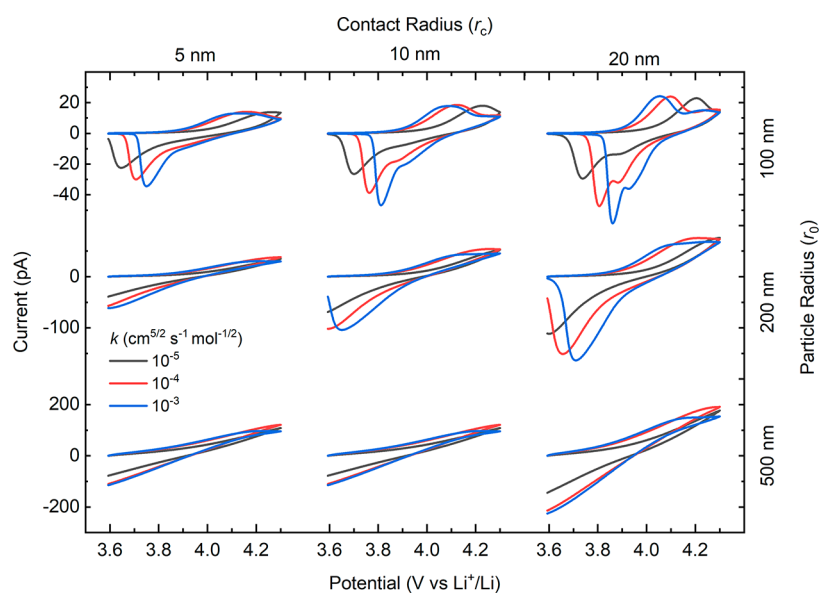 Contact Radius (rc)
5 nm 10 nm 20 nm
20
0
-20
-40
100 nm
0
-100
200 nm
k (cm5/2 s-1 mol-1/2)
10-5
10-4
10-3
200
0
-200
500 nm
Current (pA)
Particle Radius (r0)
3.6 3.8 4.0 4.2 3.6 3.8 4.0 4.2 3.6 3.8 4.0 4.2
Potential (V vs Li+/Li)